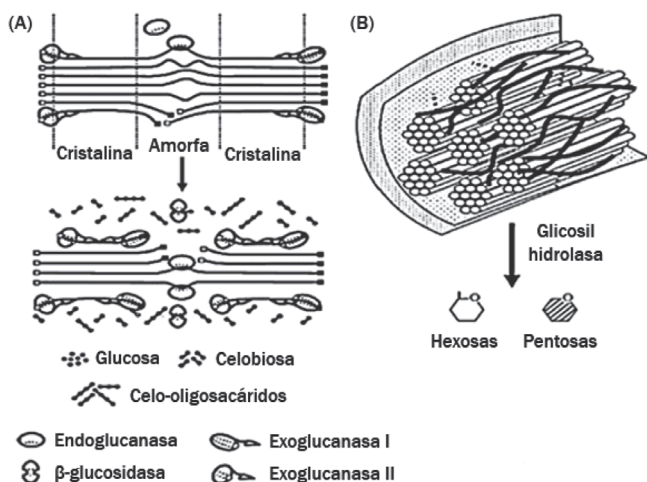 (A)
(B)
Cristalina
Amorfa
Cristalina
Glicosil
hidrolasa
Hexosas
Pentosas
Glucosa
Celobiosa
Celo-oligosacáridos
Endoglucanasa
Exoglucanasa I
β-glucosidasa
Exoglucanasa II